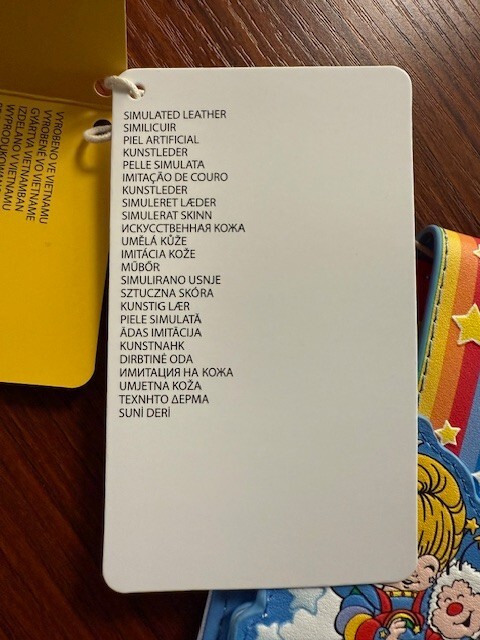 SIMULATED LEATHER
SIMILICUIR
PIEL ARTIFICIAL
KUNSTLEDER
PELLE SIMULATA
IMITAÇÃO DE COURO
KUNSTLEDER
SIMULERET LÆDER
SIMULERAT SKINN
ИСКУССТВЕННАЯ КОЖА
UMĚLÁ KŮŽE
IMITÁCIA KOŽE
MŰBŐR
SIMULIRANO USNJE
SZTUCZNA SKÓRA
KUNSTIG LÆR
PIELE SIMULATĂ
ĀDAS IMITĀCIJA
KUNSTNAHK
DIRBTINĖ ODA
ИМИТАЦИЯ НА КОЖА
UMJETNA KOŽA
ΤΕΧΝΗΤΟ ΔΕΡΜΑ
SUNİ DERİ
VYROBENO VE VIETNAMU
VYROBENÉ VO VIETNAME
GYÁRTVA VIETNAMBAN
IZDELANO V VIETNAMU